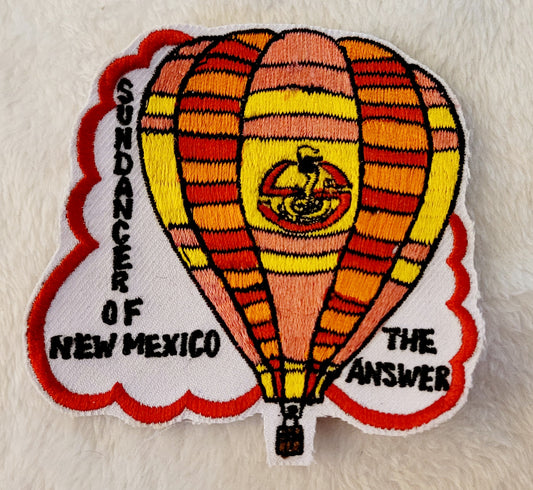 SUNDANCER
OF
NEW MEXICO
THE
ANSWER